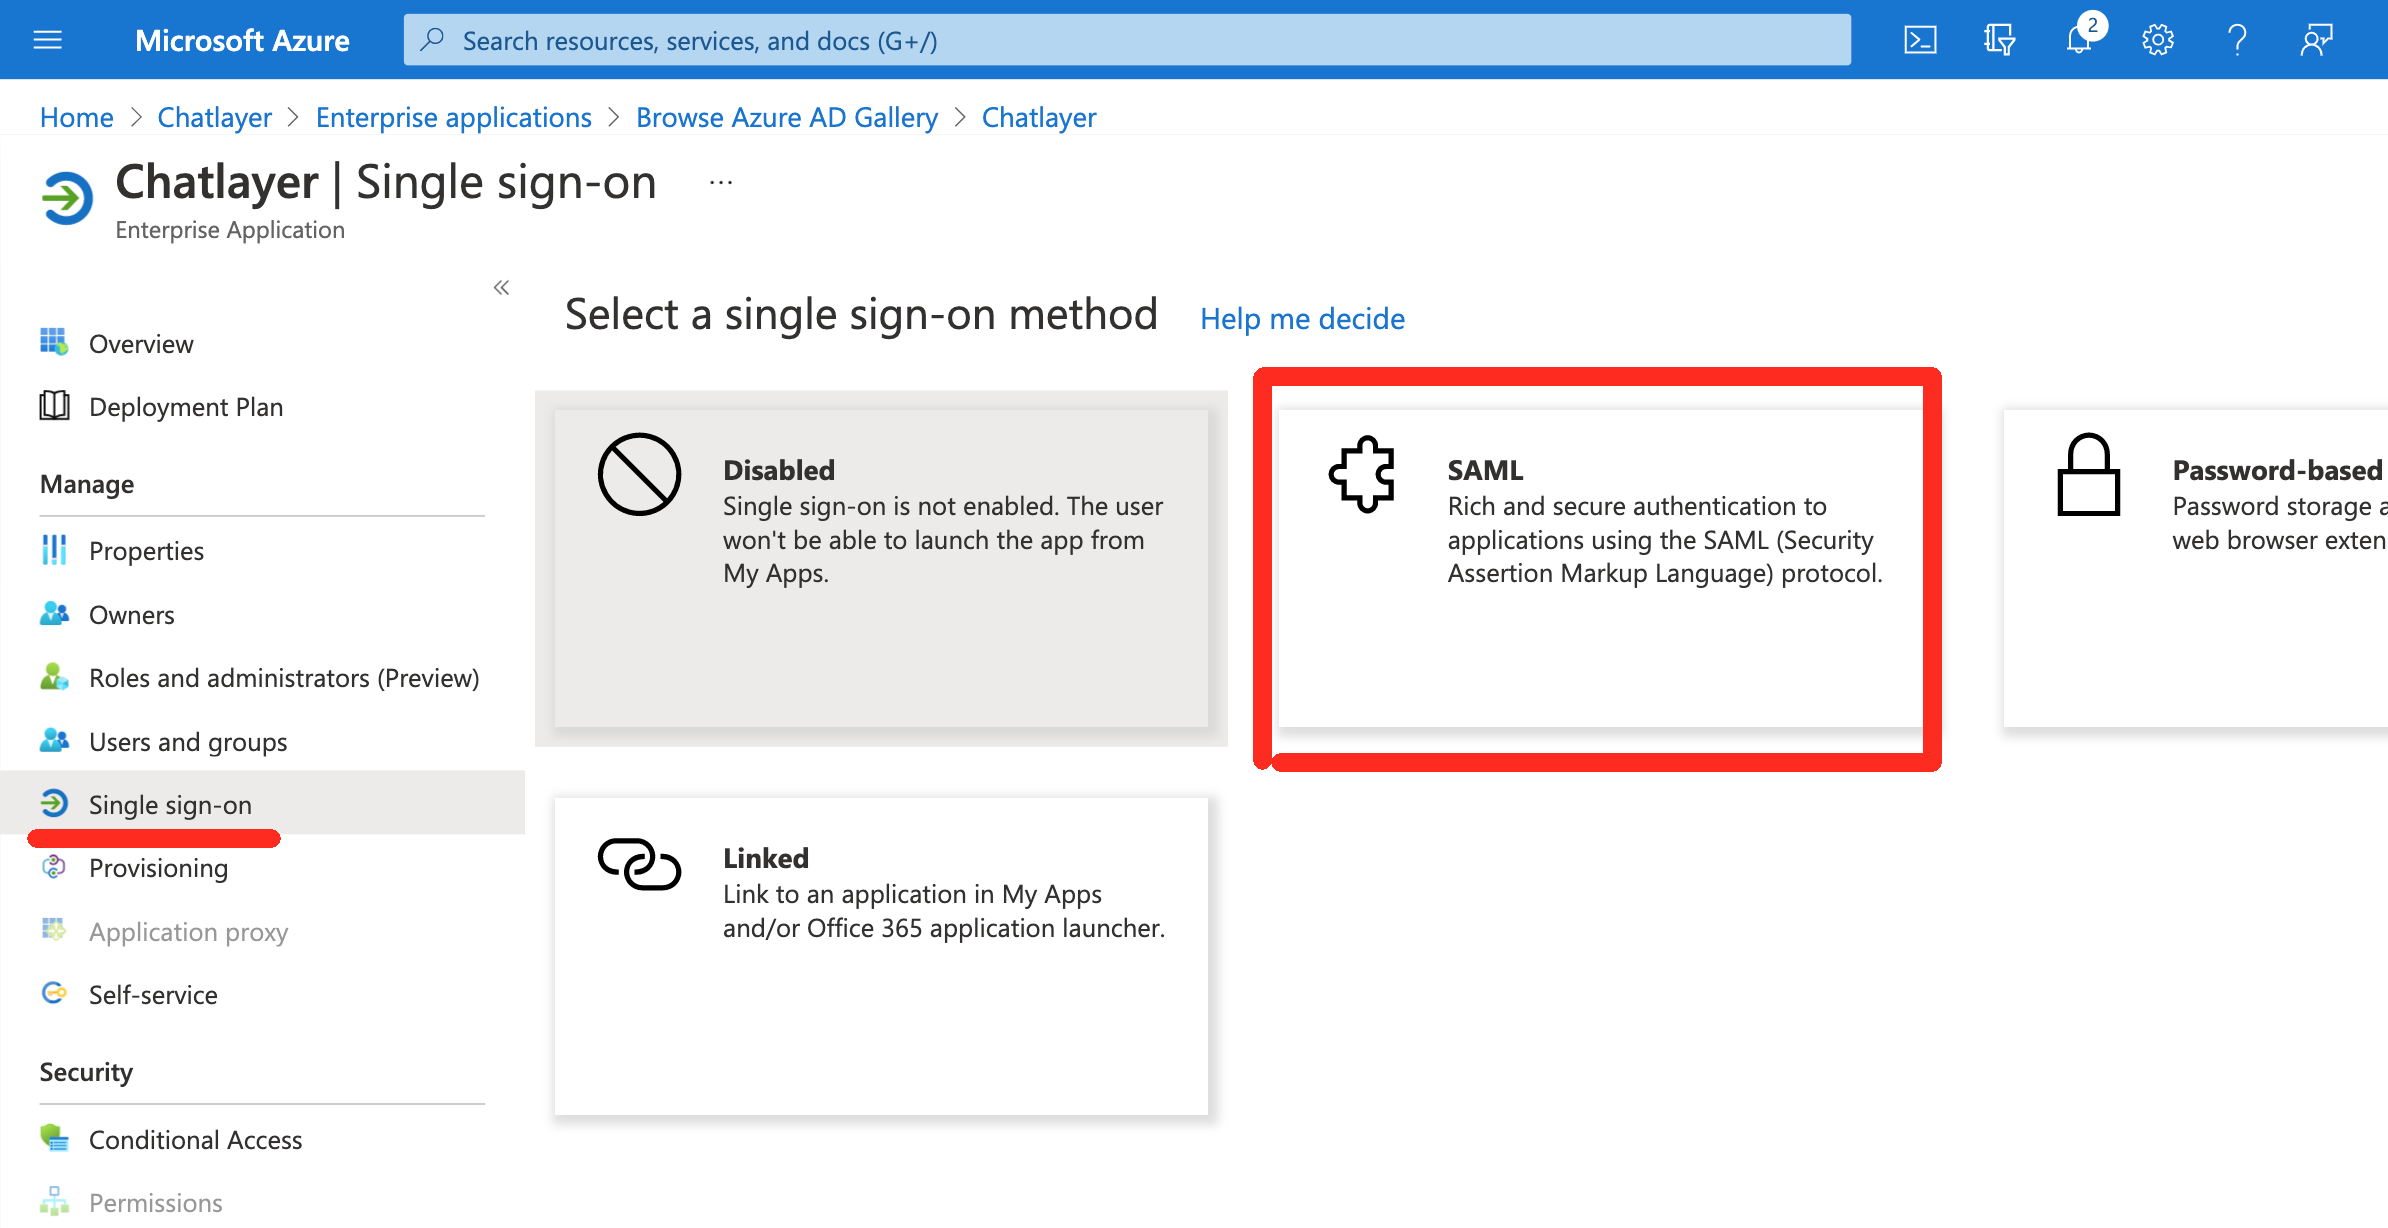 Microsoft Azure
Search resources, services, and docs (G+/)
2
Home > Chatlayer > Enterprise applications > Browse Azure AD Gallery > Chatlayer
Chatlayer | Single sign-on ...
Enterprise Application
«
Overview
Deployment Plan
Manage
Properties
Owners
Roles and administrators (Preview)
Users and groups
Single sign-on
Provisioning
Application proxy
Self-service
Security
Conditional Access
Permissions
Select a single sign-on method Help me decide
Disabled
Single sign-on is not enabled. The user
won't be able to launch the app from
My Apps.
SAML
Rich and secure authentication to
applications using the SAML (Security
Assertion Markup Language) protocol.
Password-based
Password storage
web browser
Linked
Link to an application in My Apps
and/or Office 365 application launcher.